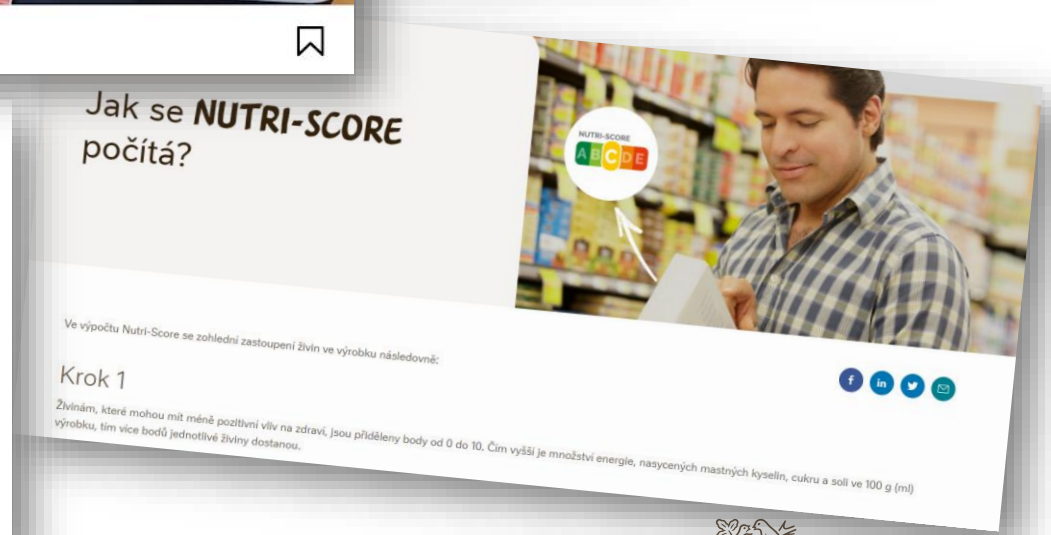 Jak se NUTRI-SCORE
počítá?
NUTRI-SCORE
A B C D E
Ve výpočtu Nutri-Score se zohlední zastoupení živin ve výrobku následovně:
f in
Krok 1
Živinám, které mohou mít méně pozitivní vliv na zdraví, jsou přiděleny body od 0 do 10. Čím vyšší je množství energie, nasycených mastných kyselin, cukru a soli ve 100 g (ml)
výrobku, tím více bodů jednotlivé živiny dostanou.